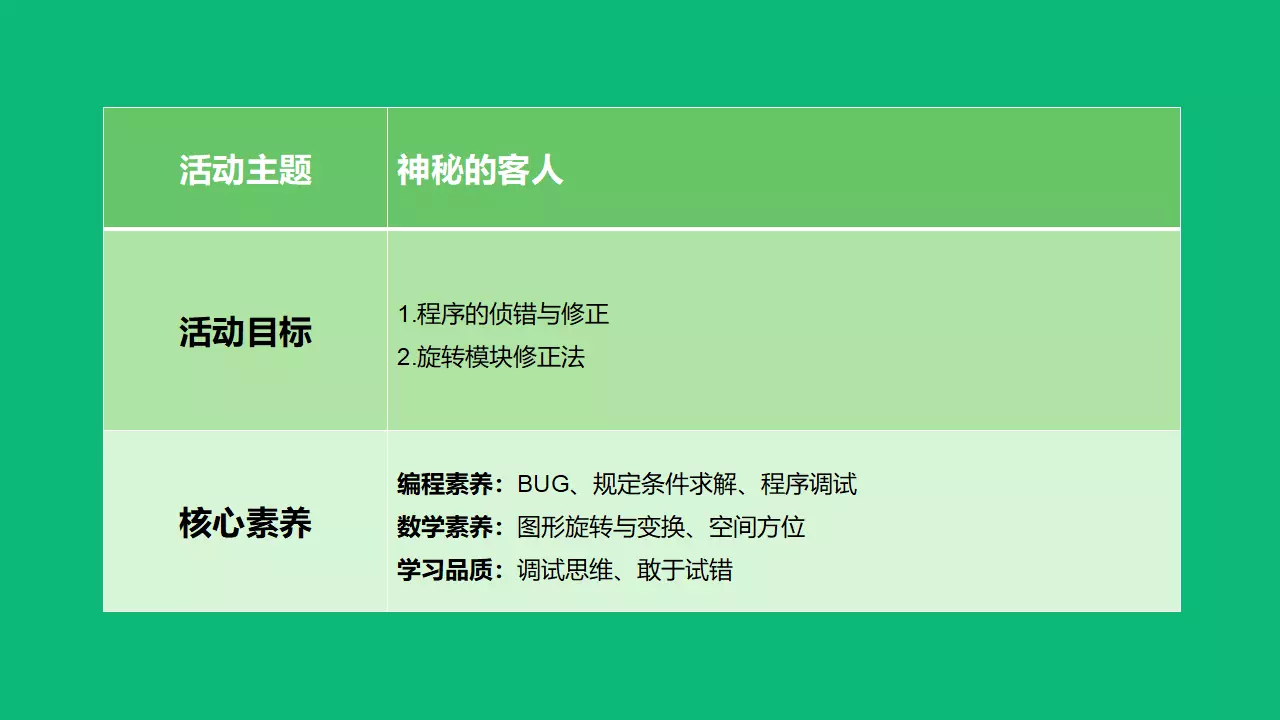 活动主题
神秘的客人
活动目标
1.程序的侦错与修正
2.旋转模块修正法
核心素养
编程素养：BUG、规定条件求解、程序调试
数学素养：图形旋转与变换、空间方位
学习品质：调试思维、敢于试错